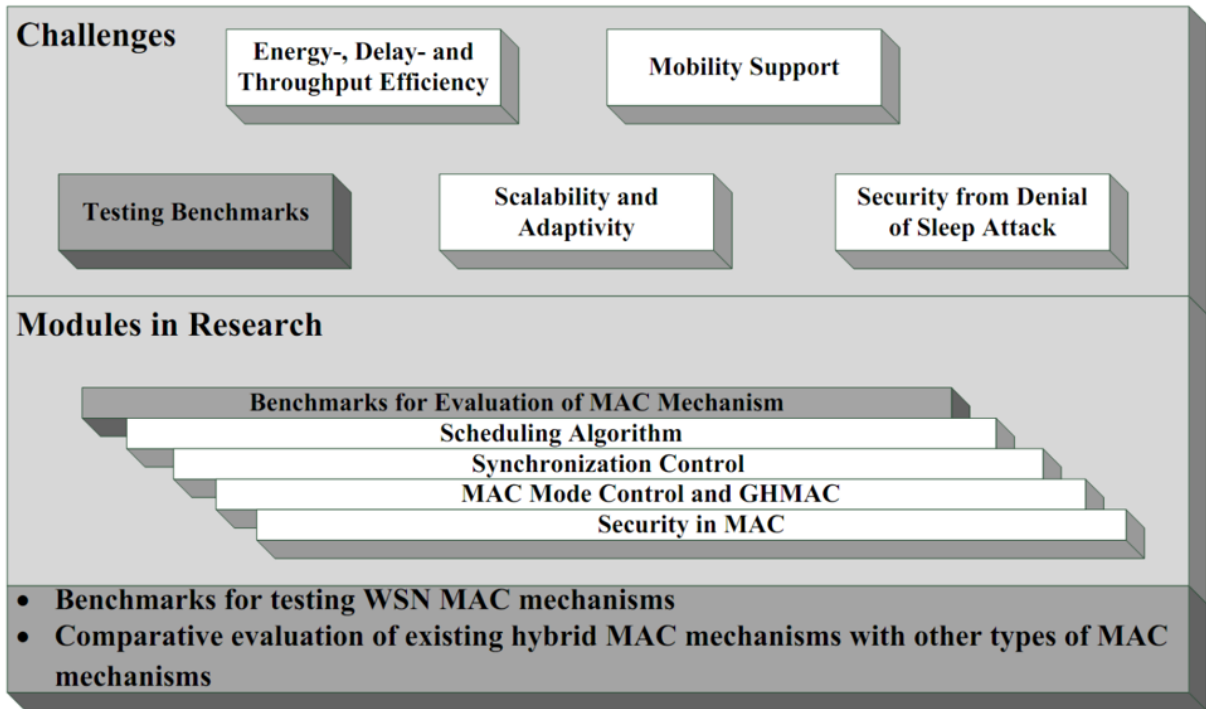 Challenges
Energy-, Delay- and
Throughput Efficiency
Mobility Support
Testing Benchmarks
Scalability and
Adaptivity
Security from Denial
of Sleep Attack
Modules in Research
Benchmarks for Evaluation of MAC Mechanism
Scheduling Algorithm
Synchronization Control
MAC Mode Control and GHMAC
Security in MAC
• Benchmarks for testing WSN MAC mechanisms
• Comparative evaluation of existing hybrid MAC mechanisms with other types of MAC
mechanisms